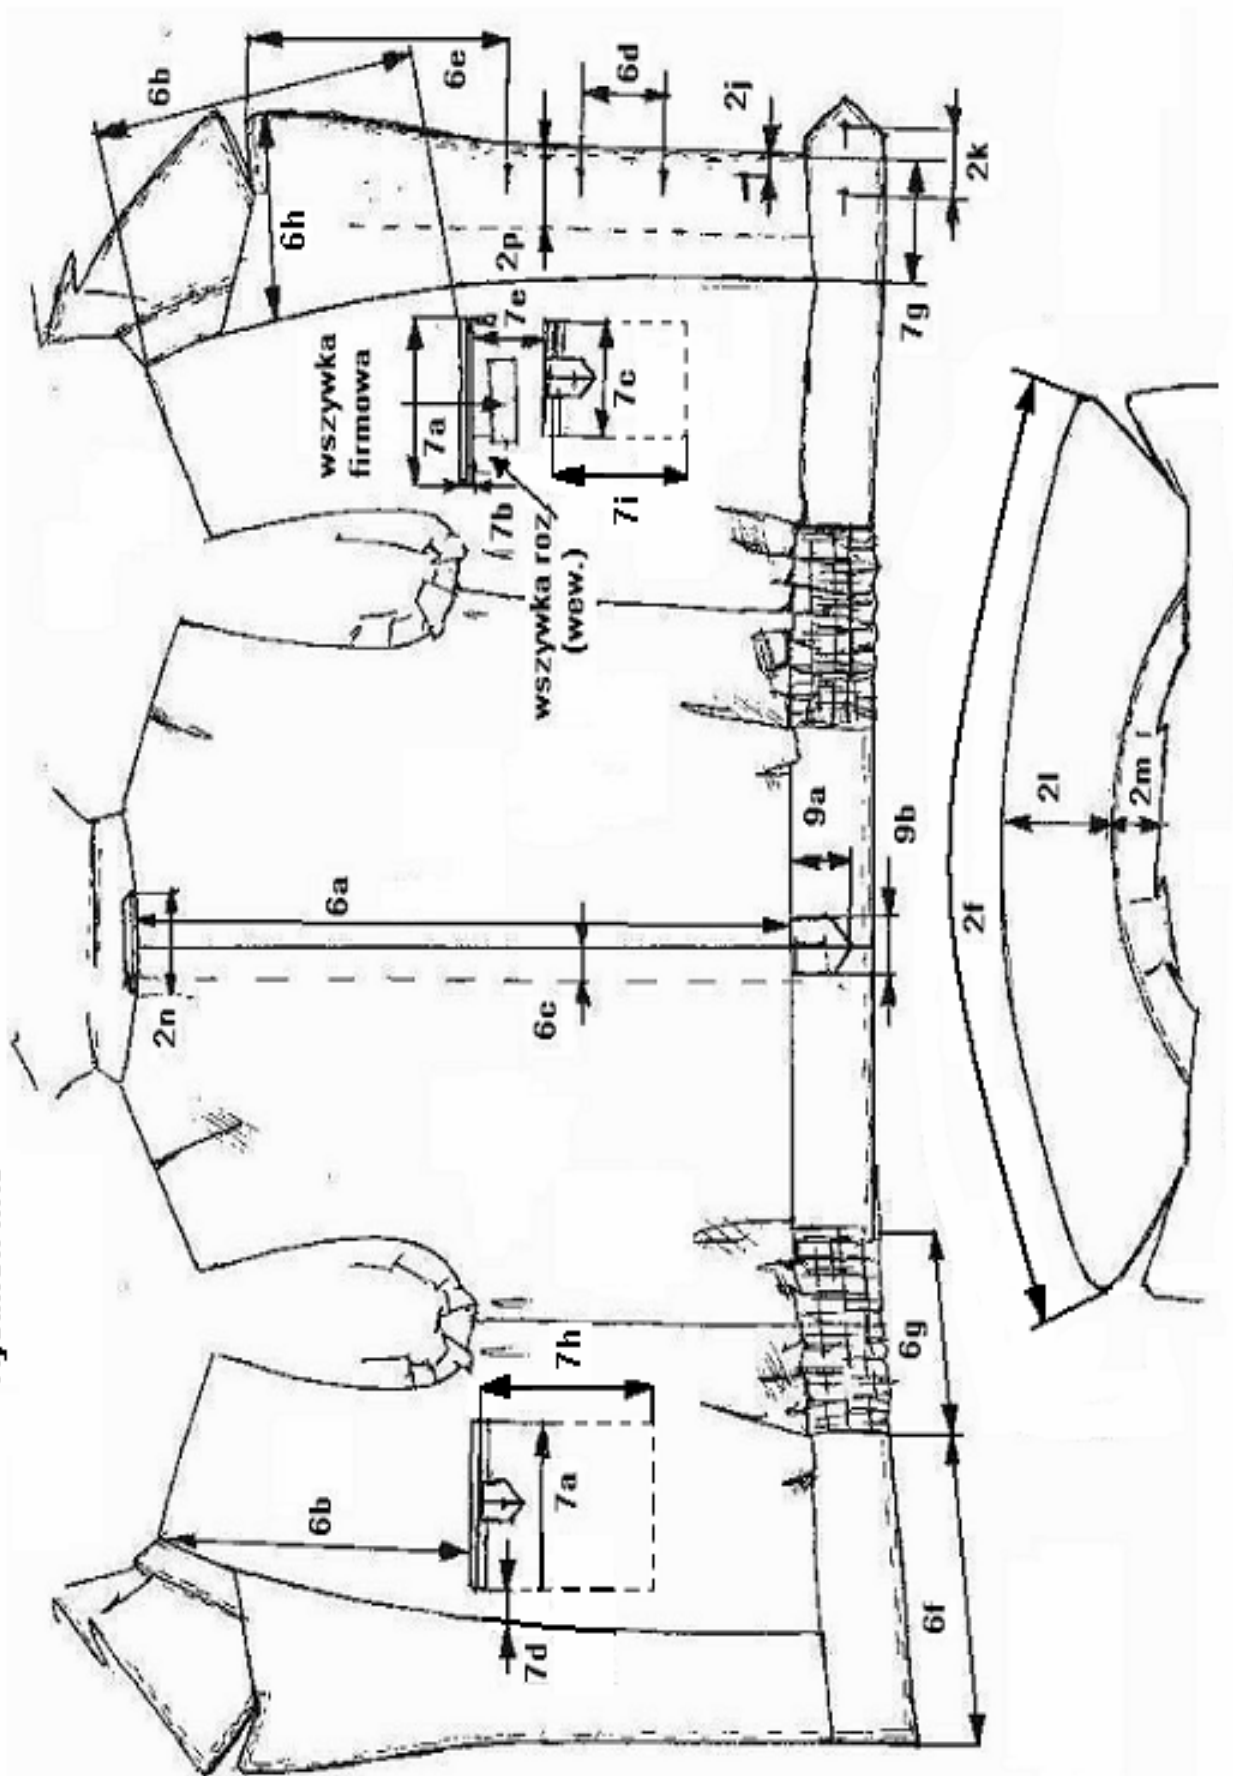 6b
6e
6d
2j
2k
6h
2p
7g
7e
wszywka
firmowa
7a
7c
7b
7i
wszywka roz.
(wew.)
6a
9a
9b
2n
6c
2f
2l
2m
7h
6g
6b
7a
7d
6f